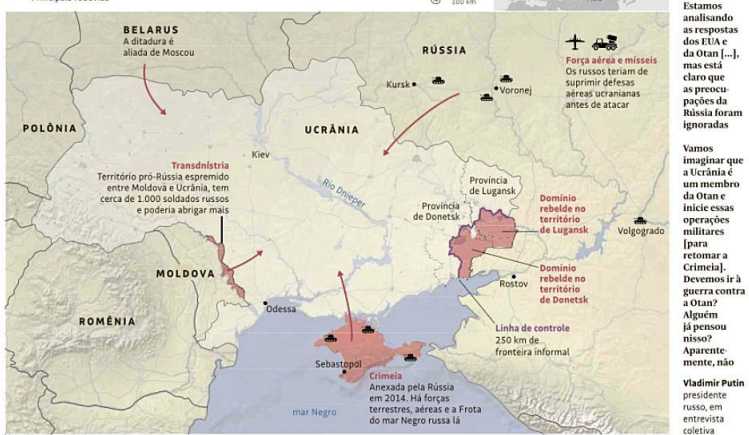 100 km
BELARUS
A ditadura é
aliada de Moscou
RÚSSIA
Força aérea e mísseis
Os russos teriam de
suprimir defesas
aéreas ucranianas
antes de atacar
Kursk
Voronej
POLÔNIA
UCRÂNIA
Kiev
Transdnístria
Território pró-Rússia espremido
entre Moldova e Ucrânia, tem
cerca de 1.000 soldados russos
e poderia abrigar mais
Rio Dnieper
Província
de Lugansk
Província
de Donetsk
Domínio
rebelde no
território
de Lugansk
Volgogrado
MOLDOVA
Domínio
rebelde no
território
de Donetsk
Rostov
ROMÊNIA
Odessa
Linha de controle
250 km de
fronteira informal
Sebastopol
Crimeia
Anexada pela Rússia
em 2014. Há forças
terrestres, aéreas e a Frota
do mar Negro russa lá
mar Negro
Estamos
analisando
as respostas
dos EUA e
da Otan [...],
mas está
claro que
as preocu-
pações da
Rússia foram
ignoradas
Vamos
imaginar que
a Ucrânia é
um membro
da Otan e
inicie essas
operações
militares
[para
retomar a
Crimeia].
Devemos ir à
guerra contra
a Otan?
Alguém
já pensou
nisso?
Aparente-
mente, não
Vladimir Putin
presidente
russo, em
entrevista
coletiva